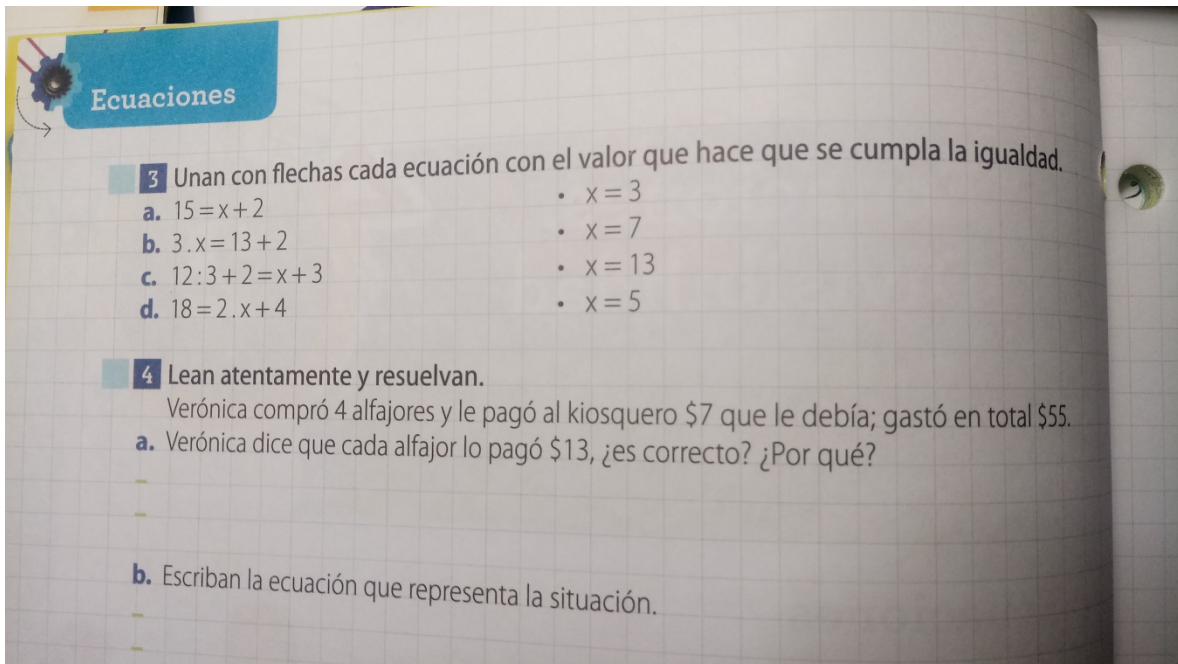 Ecuaciones
3 Unan con flechas cada ecuación con el valor que hace que se cumpla la igualdad.
a. 15=x+2
• x=3
b. 3.x=13+2
• x=7
c. 12:3+2=x+3
• x=13
d. 18=2.x+4
• x=5
4 Lean atentamente y resuelvan.
Verónica compró 4 alfajores y le pagó al kiosquero $7 que le debía; gastó en total $55.
a. Verónica dice que cada alfajor lo pagó $13, ¿es correcto? ¿Por qué?
b. Escriban la ecuación que representa la situación.